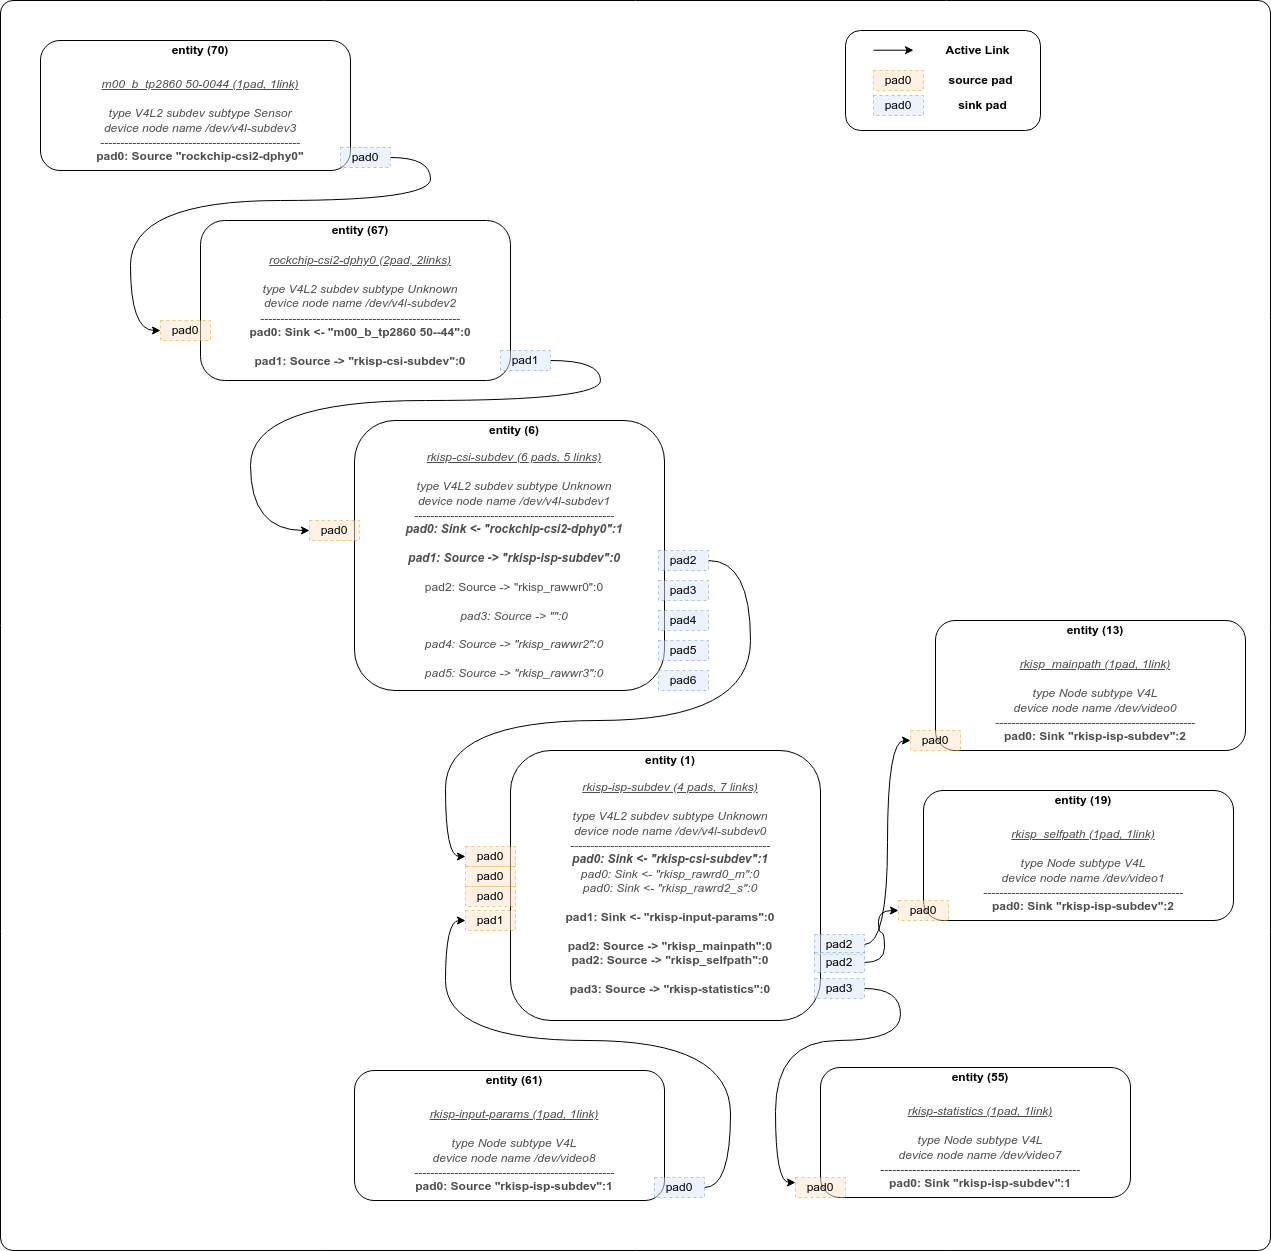 entity (70)
m00_b_tp2860 50-0044 (1pad, 1link)
type V4L2 subdev subtype Sensor
device node name /dev/v4l-subdev3
--------------------------------------------------
pad0: Source "rockchip-csi2-dphy0"
pad0
Active Link
pad0 source pad
pad0 sink pad
entity (67)
rockchip-csi2-dphy0 (2pad, 2links)
type V4L2 subdev subtype Unknown
device node name /dev/v4l-subdev2
--------------------------------------------------
pad0
pad0: Sink <- "m00_b_tp2860 50--44":0
pad1: Source -> "rkisp-csi-subdev":0
pad1
entity (6)
rkisp-csi-subdev (6 pads, 5 links)
type V4L2 subdev subtype Unknown
device node name /dev/v4l-subdev1
--------------------------------------------------
pad0
pad0: Sink <- "rockchip-csi2-dphy0":1
pad1: Source -> "rkisp-isp-subdev":0
pad2: Source -> "rkisp_rawwr0":0
pad3: Source -> "":0
pad4: Source -> "rkisp_rawwr2":0
pad5: Source -> "rkisp_rawwr3":0
pad2
pad3
pad4
pad5
pad6
entity (13)
rkisp_mainpath (1pad, 1link)
type Node subtype V4L
device node name /dev/video0
--------------------------------------------------
pad0: Sink "rkisp-isp-subdev":2
pad0
entity (1)
rkisp-isp-subdev (4 pads, 7 links)
type V4L2 subdev subtype Unknown
device node name /dev/v4l-subdev0
--------------------------------------------------
pad0: Sink <- "rkisp-csi-subdev":1
pad0: Sink <- "rkisp_rawrd0_m":0
pad0: Sink <- "rkisp_rawrd2_s":0
pad1: Sink <- "rkisp-input-params":0
pad2: Source -> "rkisp_mainpath":0
pad2: Source -> "rkisp_selfpath":0
pad3: Source -> "rkisp-statistics":0
pad0
pad0
pad0
pad1
pad2
pad2
pad3
entity (19)
rkisp_selfpath (1pad, 1link)
type Node subtype V4L
device node name /dev/video1
--------------------------------------------------
pad0: Sink "rkisp-isp-subdev":2
pad0
entity (61)
rkisp-input-params (1pad, 1link)
type Node subtype V4L
device node name /dev/video8
--------------------------------------------------
pad0: Source "rkisp-isp-subdev":1
pad0
entity (55)
rkisp-statistics (1pad, 1link)
type Node subtype V4L
device node name /dev/video7
--------------------------------------------------
pad0: Sink "rkisp-isp-subdev":1
pad0